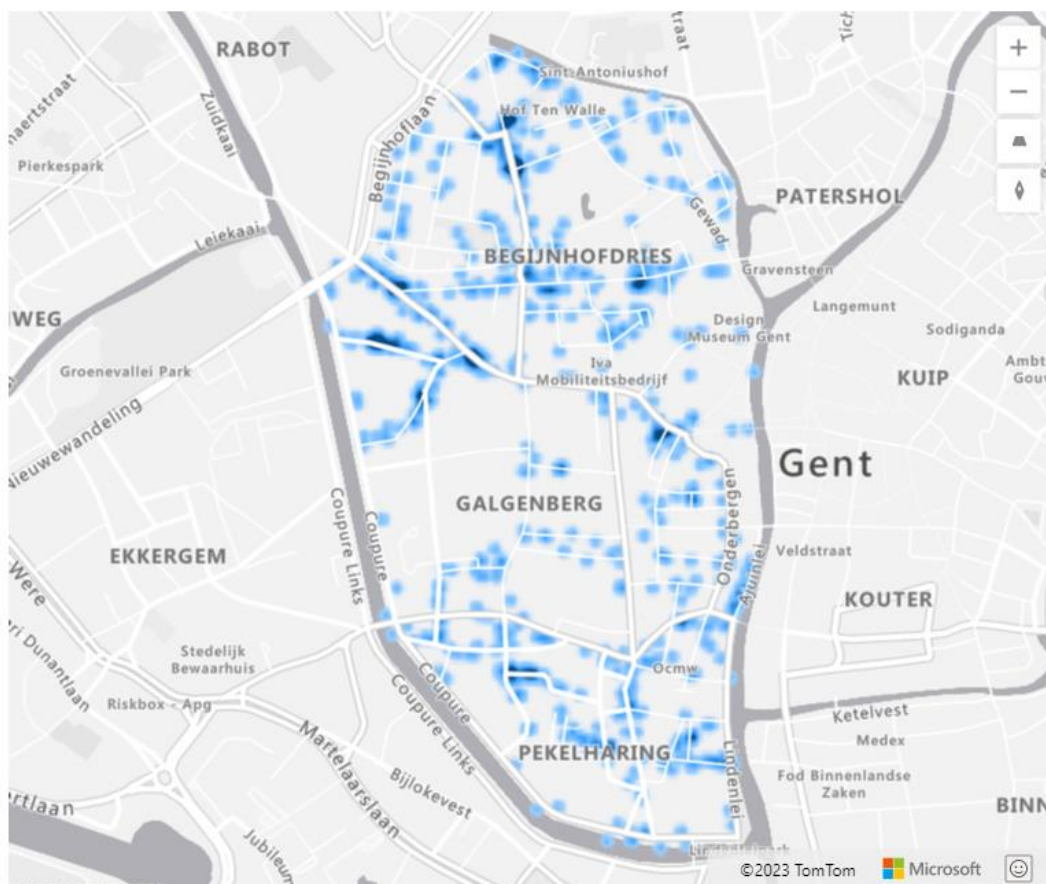 RABOT
Sint-Antoniushof
straat
Hof Ten Walle
Zuidkaai
Pierkespark
Begijnhoflaan
PATERSHOL
Gewad
Leiekaai
BEGIJNHOFDRIES
Gravensteen
Langemunt
WEG
Design
Museum Gent
Sodiganda
Groenevallei Park
Iva
Mobiliteitsbedrijf
KUIP
Nieuwewandeling
Gent
GALGENBERG
Onderbergen
Coupure
Coupure Links
EKKERGEM
Veldstraat
Ajuinlei
KOUTER
Stedelijk
Bewaarhuis
Ocmw
Riskbox - Apg
Coupure
Coupure Links
Ketelvest
Martelaarslaan
Medex
PEKELHARING
Lindenlei
Bijlokevest
Fod Binnenlandse
Zaken
BINN
Jubileum
©2023 TomTom
Microsoft